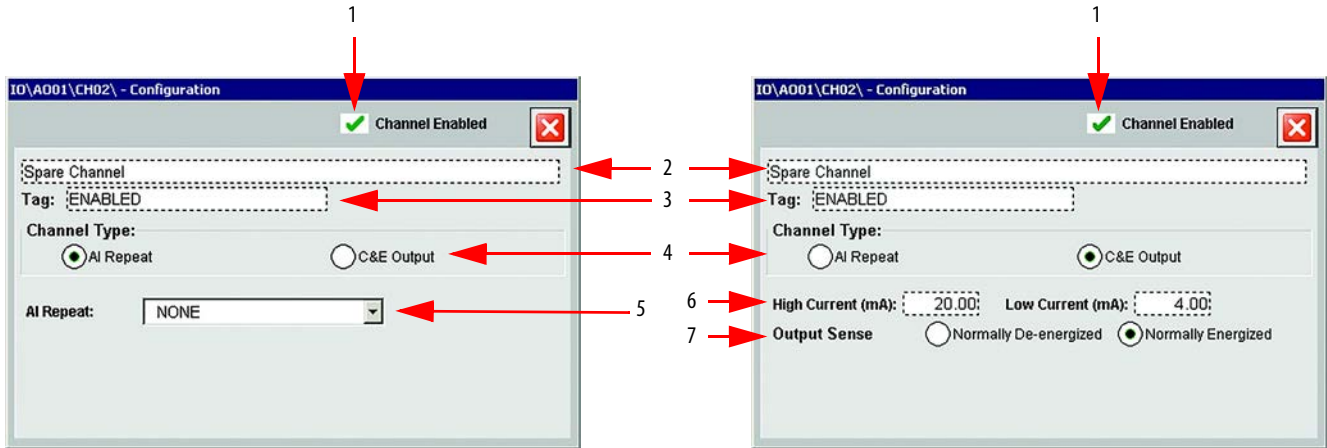 1
1
IO\AO01\CH02\ - Configuration
Channel Enabled
Spare Channel
Tag: ENABLED
Channel Type:
AI Repeat
C&E Output
AI Repeat: NONE
2
3
4
5
IO\AO01\CH02\ - Configuration
Channel Enabled
Spare Channel
Tag: ENABLED
Channel Type:
AI Repeat
C&E Output
6
High Current (mA): 20.00 Low Current (mA): 4.00
7
Output Sense Normally De-energized Normally Energized